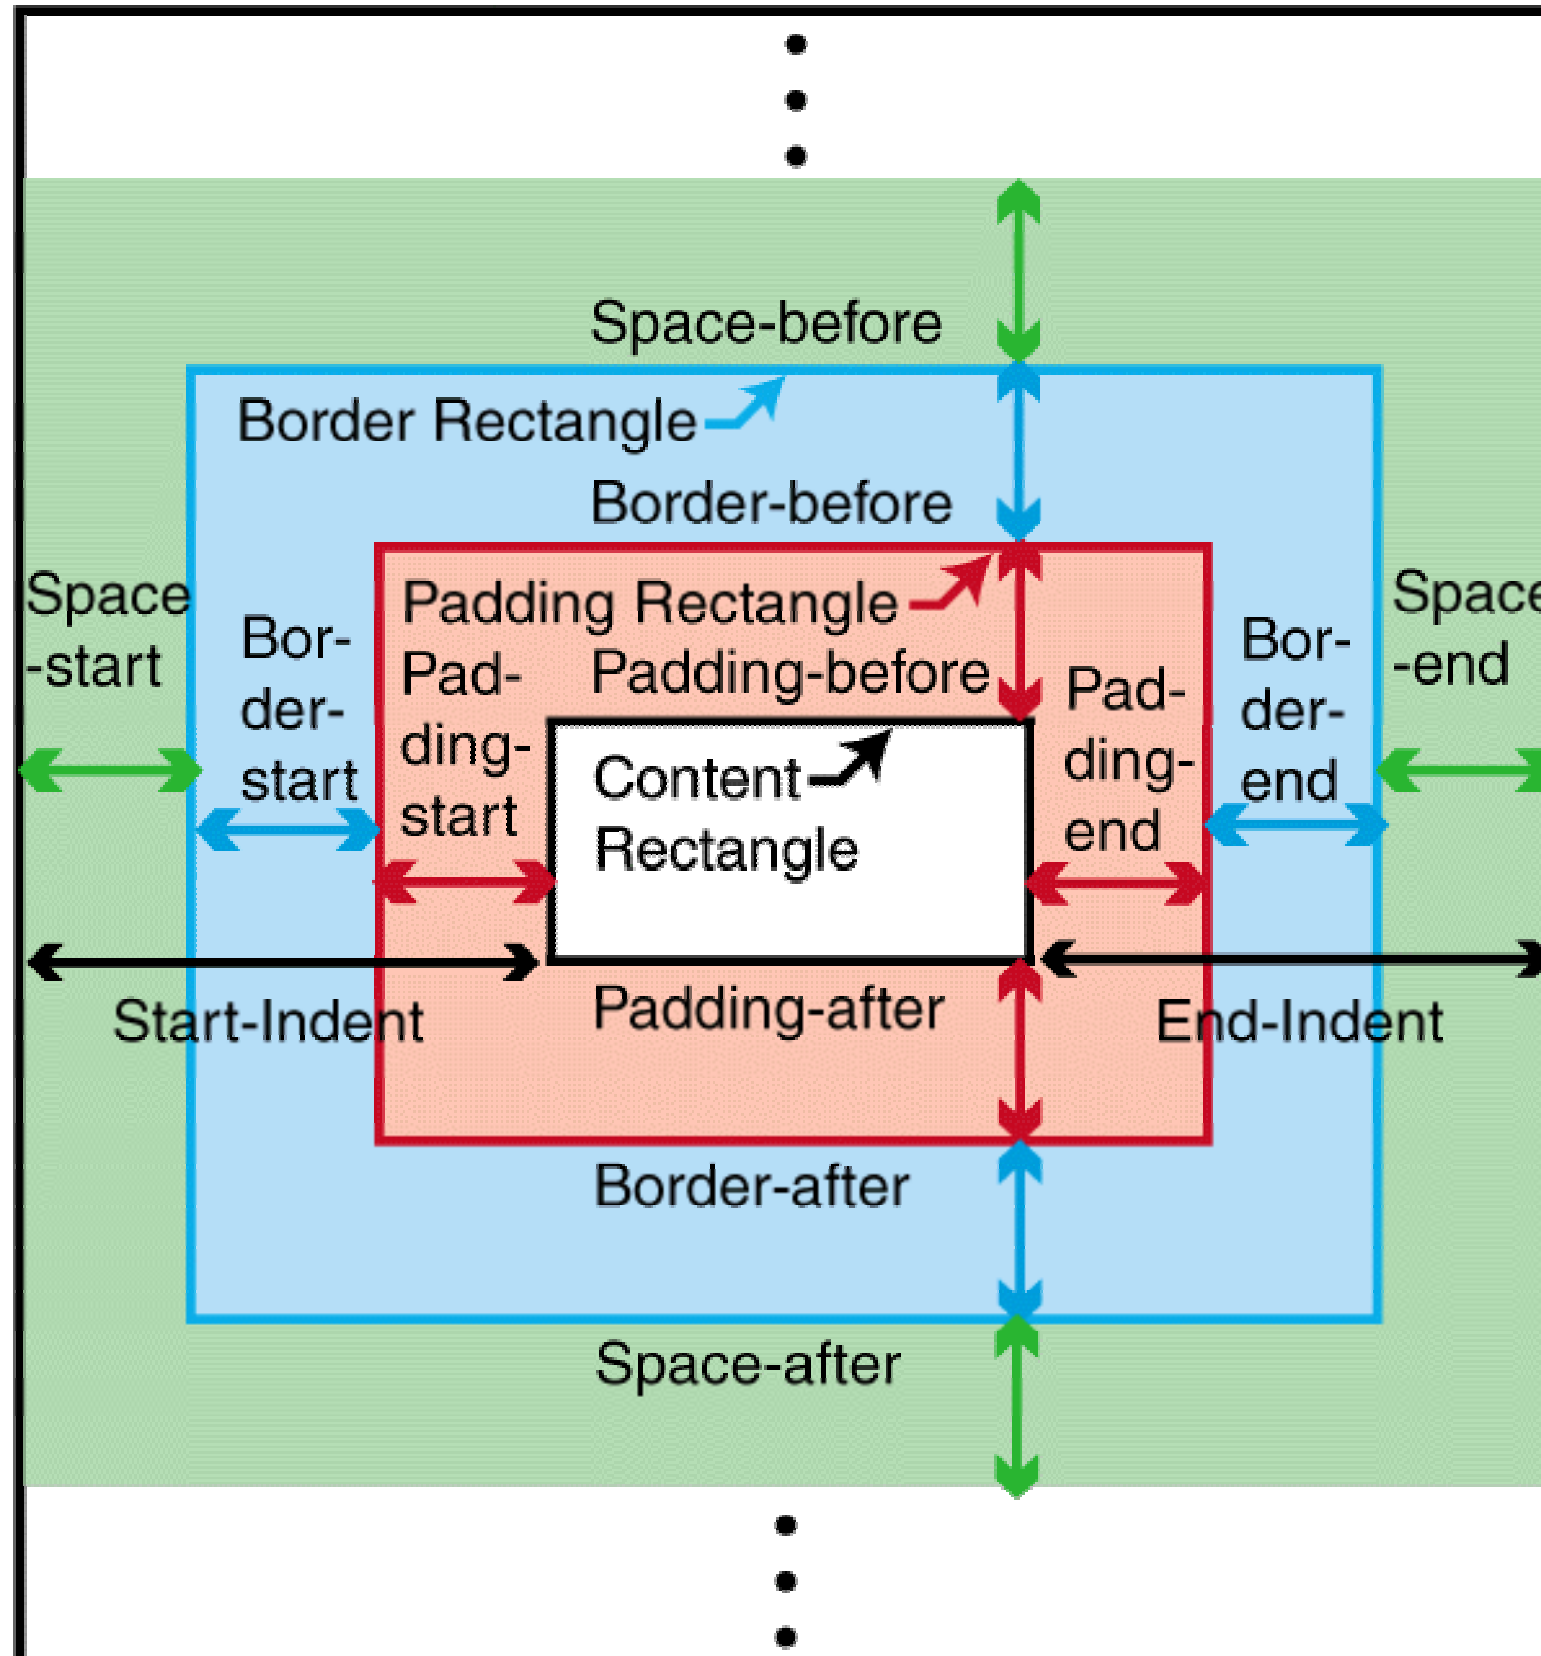 Space-before
Border Rectangle
Border-before
Padding Rectangle
Padding-before
Space
-start
Bor-
der-
start
Pad-
ding-
start
Content
Rectangle
Pad-
ding-
end
Bor-
der-
end
Space
-end
Start-Indent
Padding-after
End-Indent
Border-after
Space-after